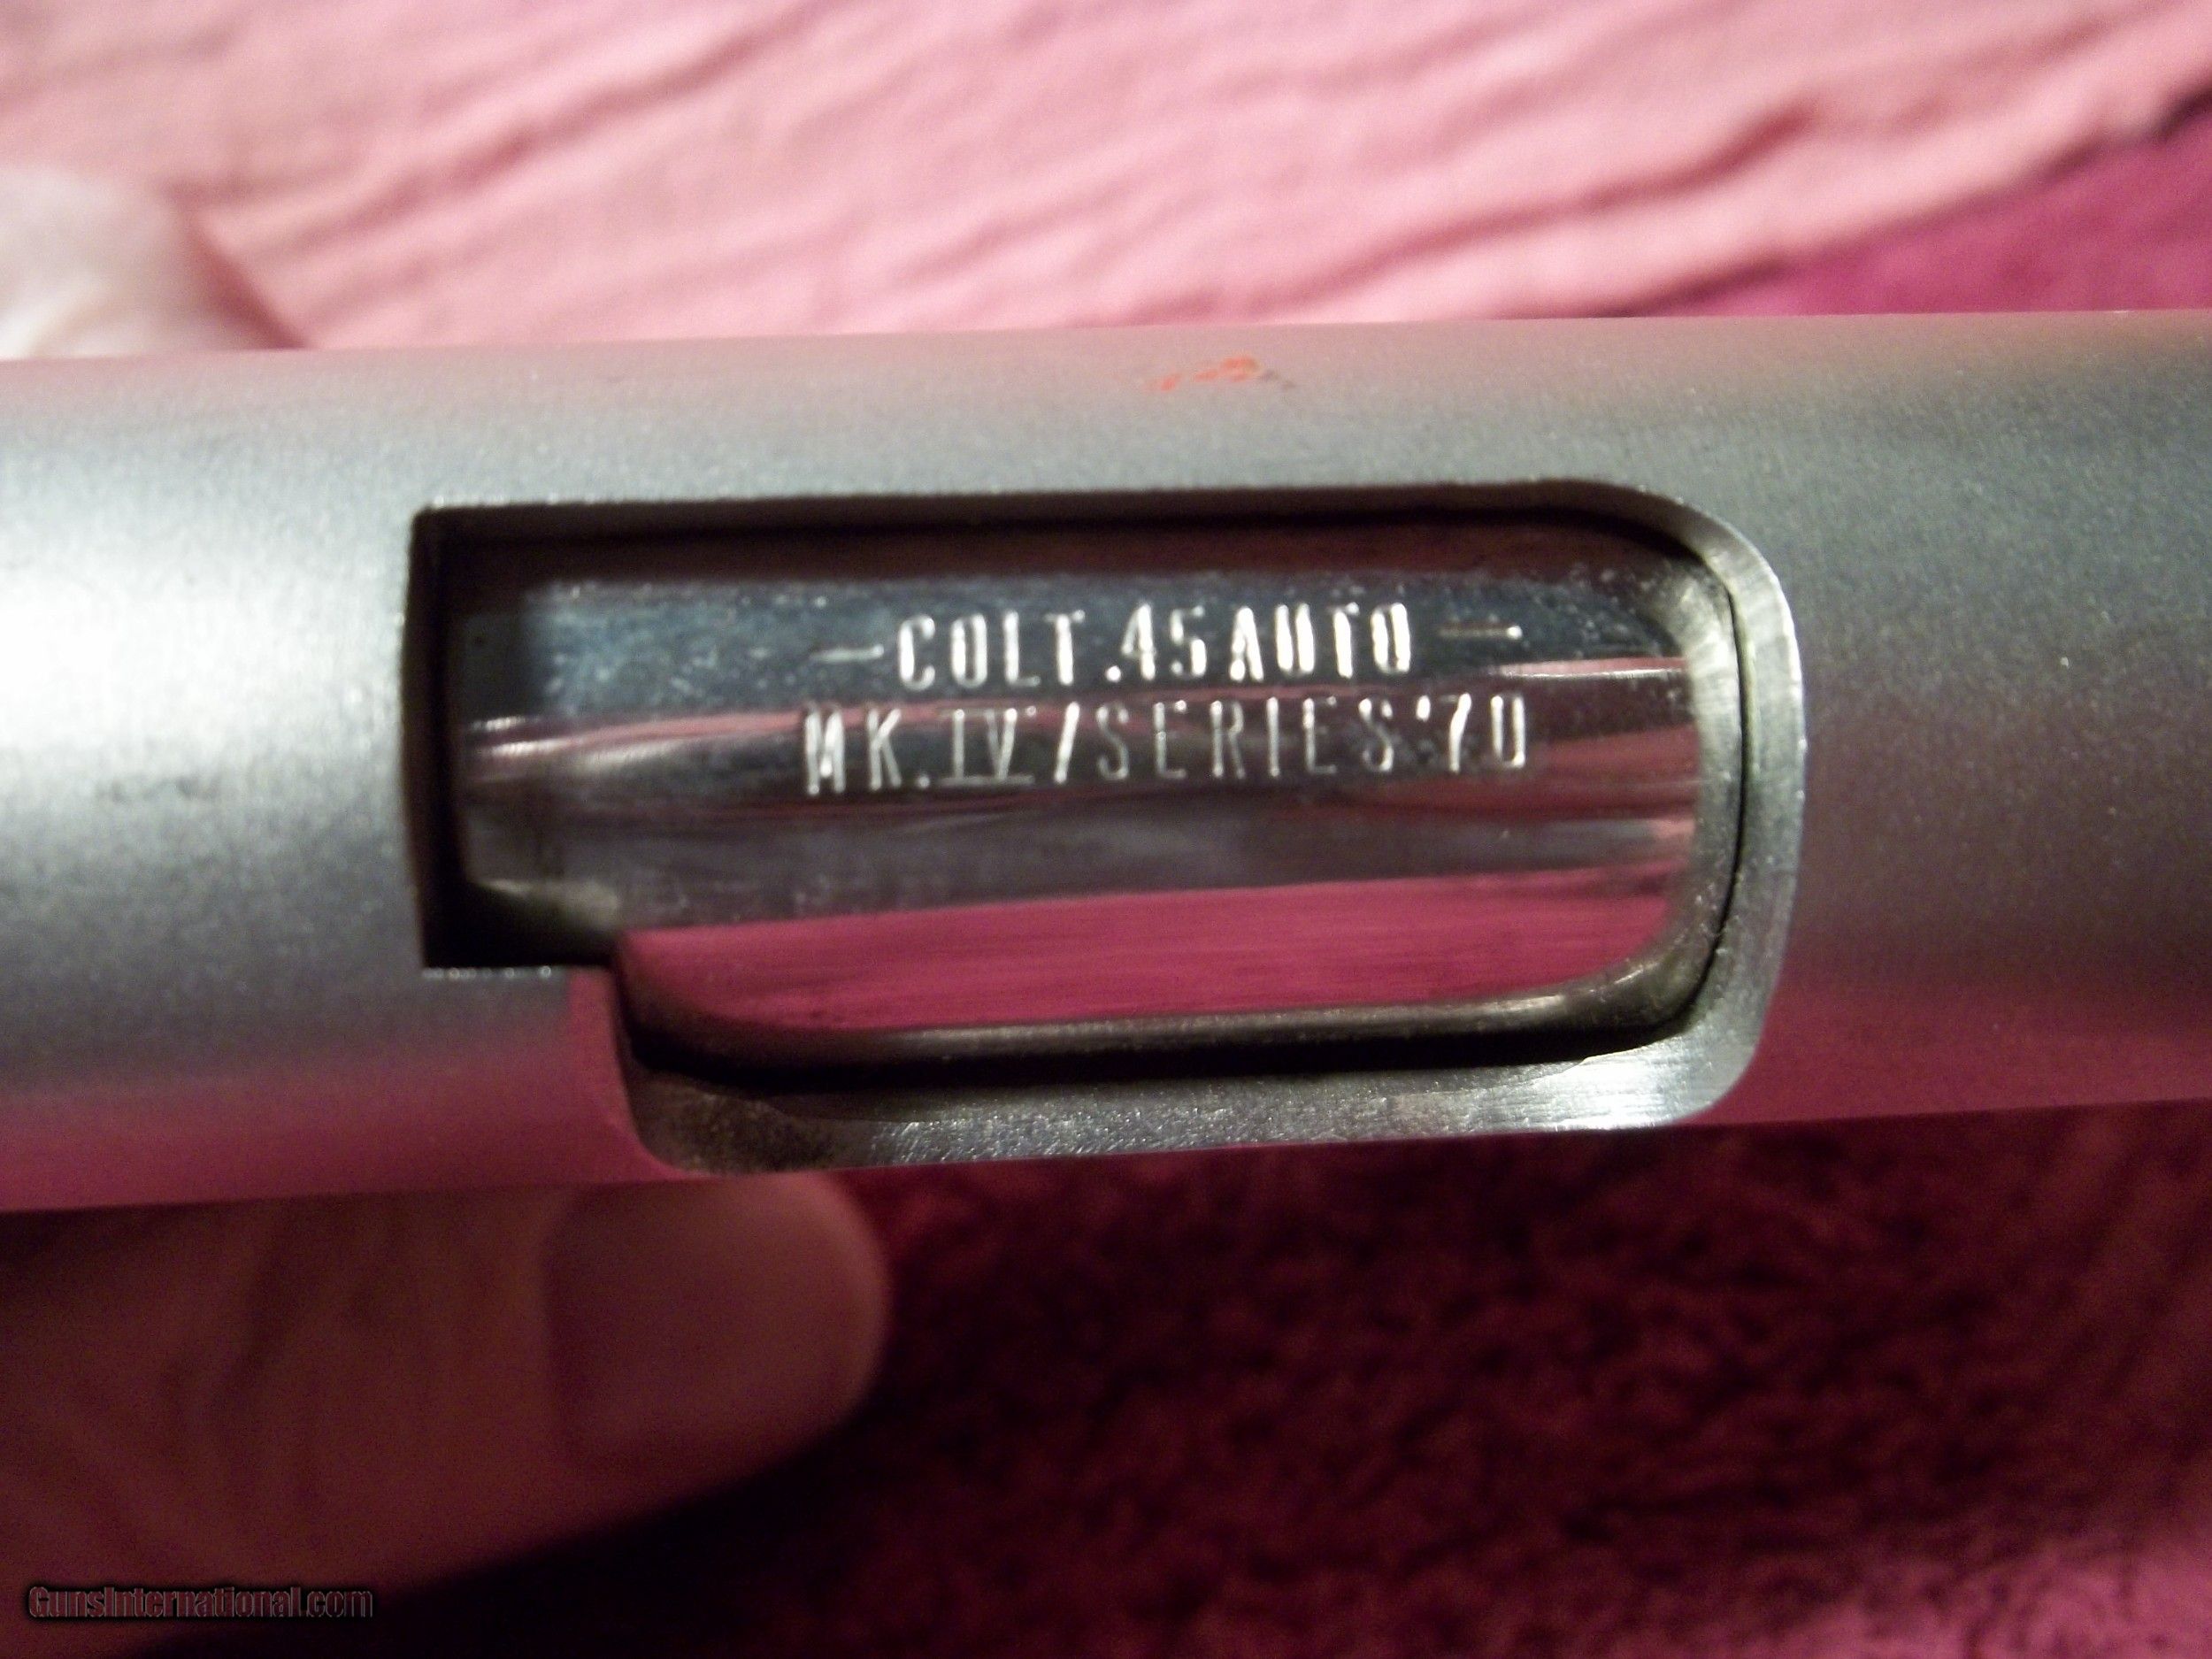 —COLT .45 AUTO—
MK.IV/SERIES'70
GunsInternational.com